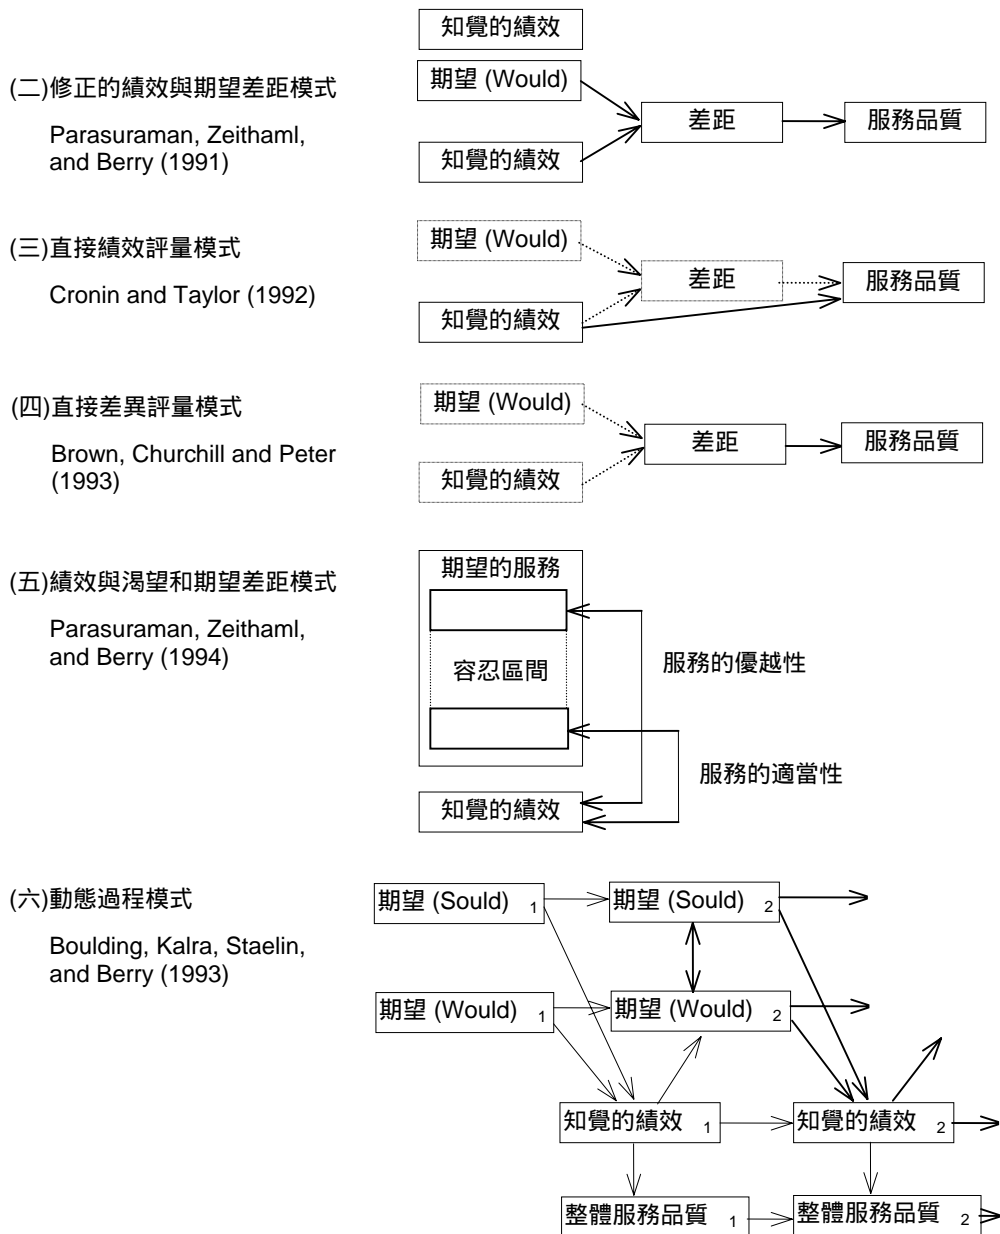 知覺的績效
(二)修正的績效與期望差距模式
Parasuraman, Zeithaml,
and Berry (1991)
期望 (Would)
知覺的績效
差距
服務品質
(三)直接績效評量模式
Cronin and Taylor (1992)
期望 (Would)
知覺的績效
差距
服務品質
(四)直接差異評量模式
Brown, Churchill and Peter
(1993)
期望 (Would)
知覺的績效
差距
服務品質
(五)績效與渴望和期望差距模式
Parasuraman, Zeithaml,
and Berry (1994)
期望的服務
容忍區間
知覺的績效
服務的優越性
服務的適當性
(六)動態過程模式
Boulding, Kalra, Staelin,
and Berry (1993)
期望 (Sould) 1
期望 (Sould) 2
期望 (Would) 1
期望 (Would) 2
知覺的績效 1
知覺的績效 2
整體服務品質 1
整體服務品質 2